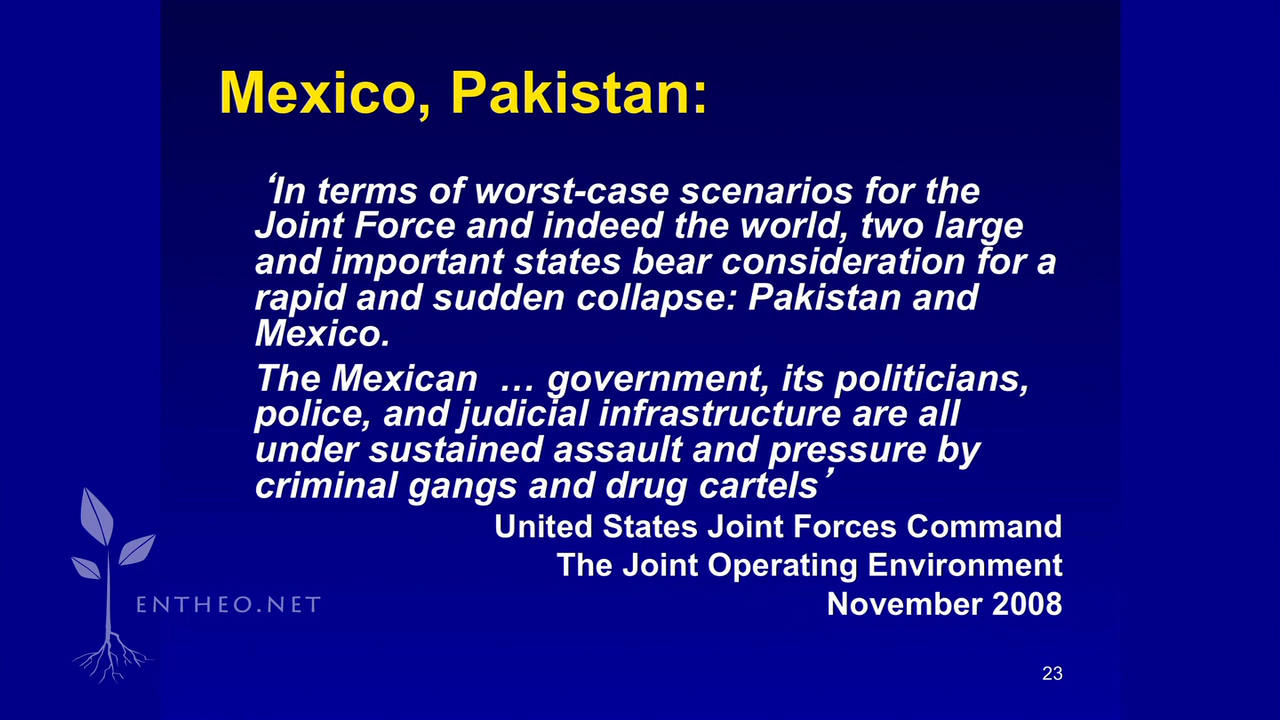 Mexico, Pakistan:
‘In terms of worst-case scenarios for the
Joint Force and indeed the world, two large
and important states bear consideration for a
rapid and sudden collapse: Pakistan and
Mexico.
The Mexican … government, its politicians,
police, and judicial infrastructure are all
under sustained assault and pressure by
criminal gangs and drug cartels’
United States Joint Forces Command
The Joint Operating Environment
November 2008
ENTHEO.NET
23